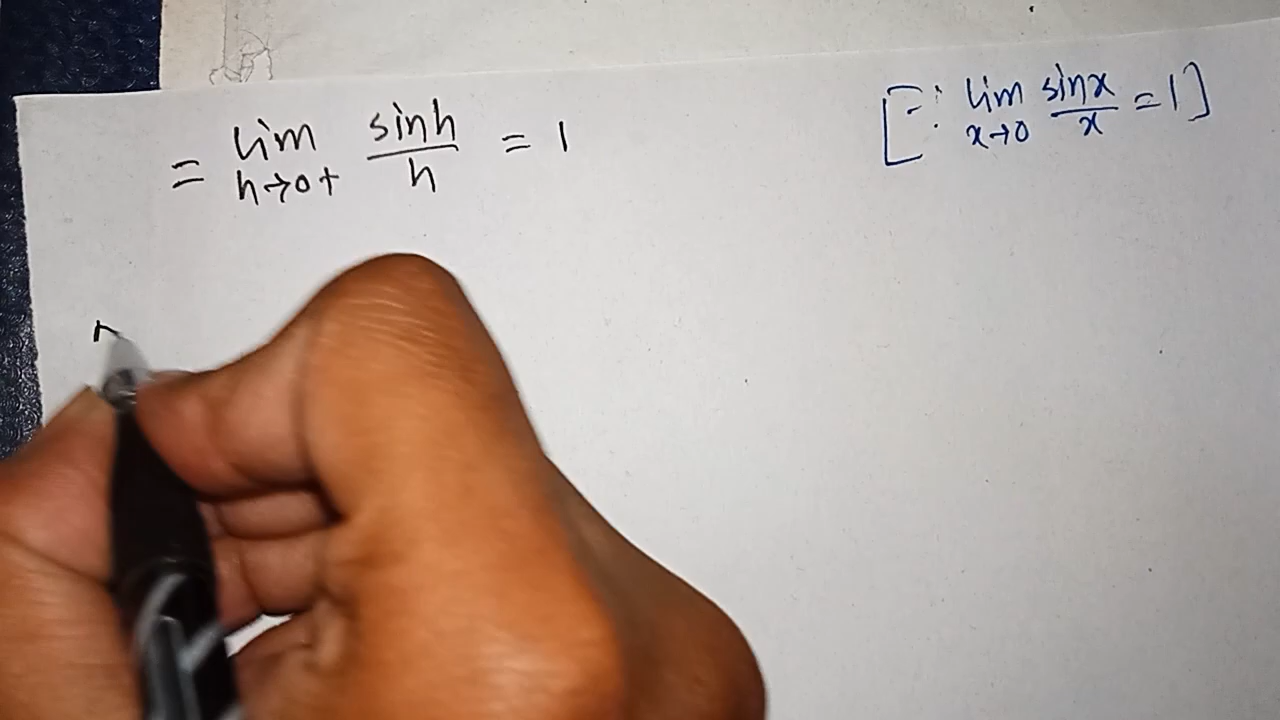 = lim h→0+ sinh/h = 1 [∵ lim x→0 sinx/x = 1]